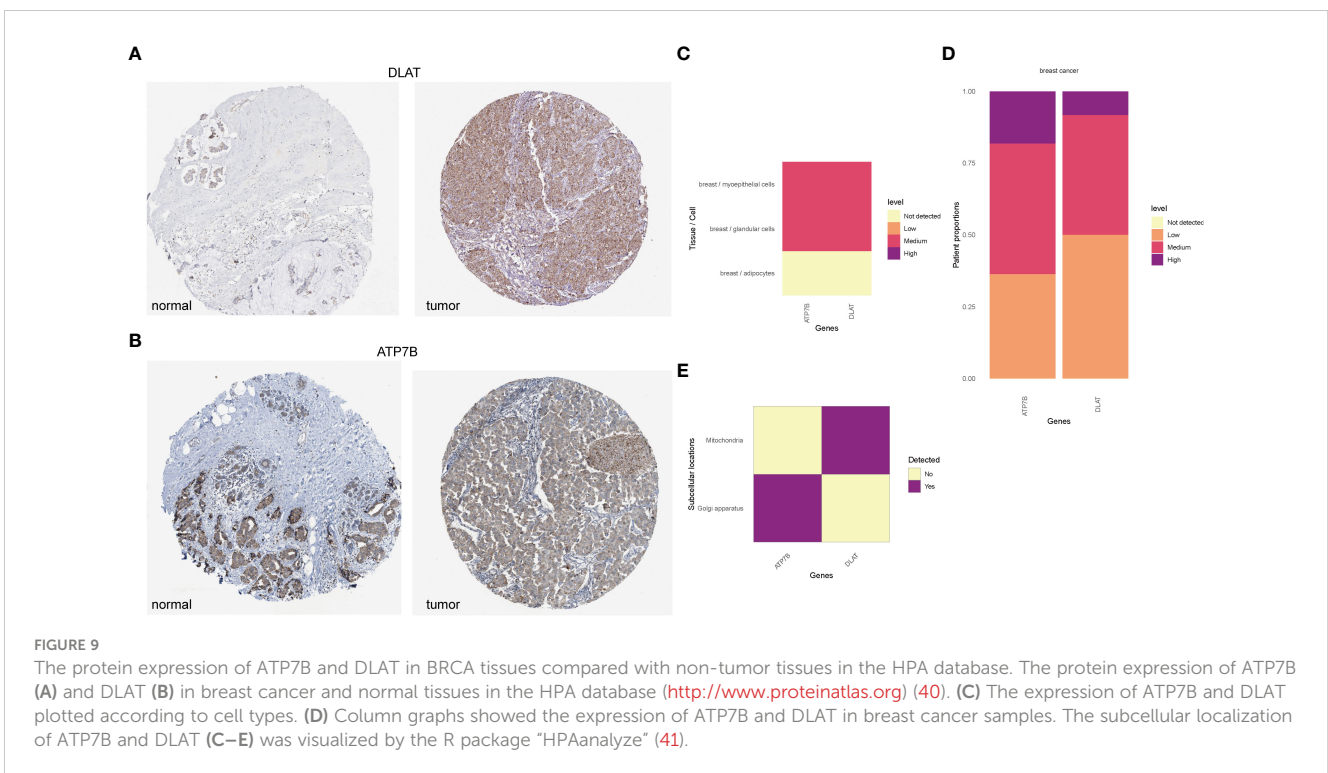 A
DLAT
normal
tumor
B
ATP7B
normal
tumor
C
breast / myoepithelial cells
breast / glandular cells
breast / adipocytes
Tissue / Cell
ATP7B
DLAT
Genes
level
Not detected
Low
Medium
High
D
breast cancer
1.00
0.75
0.50
0.25
0.00
Patient proportions
ATP7B
DLAT
Genes
level
Not detected
Low
Medium
High
E
Mitochondria
Golgi apparatus
Subcellular locations
ATP7B
DLAT
Genes
Detected
No
Yes
FIGURE 9
The protein expression of ATP7B and DLAT in BRCA tissues compared with non-tumor tissues in the HPA database. The protein expression of ATP7B
(A) and DLAT (B) in breast cancer and normal tissues in the HPA database (http://www.proteinatlas.org) (40). (C) The expression of ATP7B and DLAT
plotted according to cell types. (D) Column graphs showed the expression of ATP7B and DLAT in breast cancer samples. The subcellular localization
of ATP7B and DLAT (C–E) was visualized by the R package “HPAanalyze” (41).